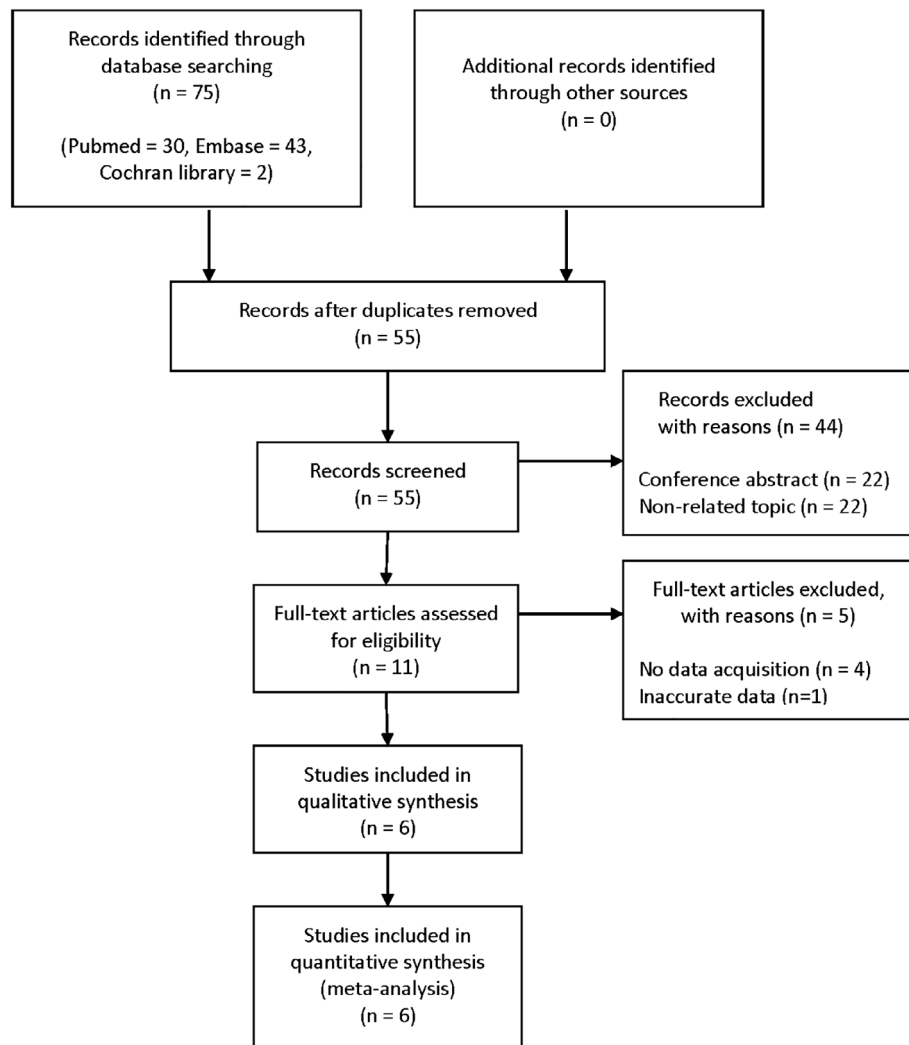 Records identified through
database searching
(n = 75)
(Pubmed = 30, Embase = 43,
Cochran library = 2)
Additional records identified
through other sources
(n = 0)
Records after duplicates removed
(n = 55)
Records screened
(n = 55)
Records excluded
with reasons (n = 44)
Conference abstract (n = 22)
Non-related topic (n = 22)
Full-text articles assessed
for eligibility
(n = 11)
Full-text articles excluded,
with reasons (n = 5)
No data acquisition (n = 4)
Inaccurate data (n=1)
Studies included in
qualitative synthesis
(n = 6)
Studies included in
quantitative synthesis
(meta-analysis)
(n = 6)